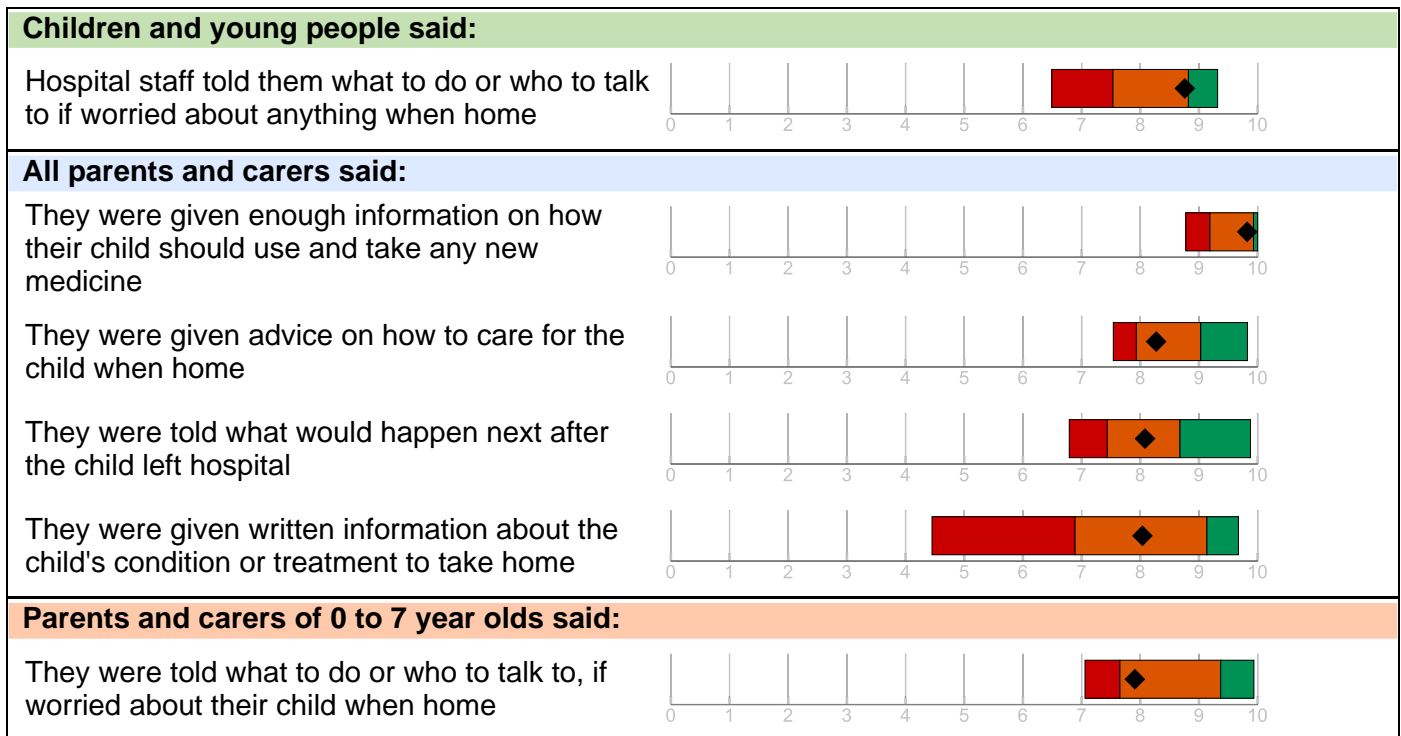 Children and young people said:
Hospital staff told them what to do or who to talk
to if worried about anything when home
0 1 2 3 4 5 6 7 8 9 10
All parents and carers said:
They were given enough information on how
their child should use and take any new
medicine
0 1 2 3 4 5 6 7 8 9 10
They were given advice on how to care for the
child when home
0 1 2 3 4 5 6 7 8 9 10
They were told what would happen next after
the child left hospital
0 1 2 3 4 5 6 7 8 9 10
They were given written information about the
child's condition or treatment to take home
0 1 2 3 4 5 6 7 8 9 10
Parents and carers of 0 to 7 year olds said:
They were told what to do or who to talk to, if
worried about their child when home
0 1 2 3 4 5 6 7 8 9 10